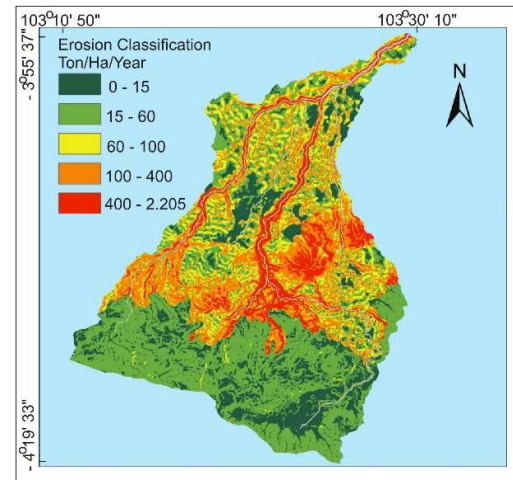 103°10' 50"
103°30' 10"
- 3°55' 37"
Erosion Classification
Ton/Ha/Year
0 - 15
15 - 60
60 - 100
100 - 400
400 - 2.205
N
- 4°19' 33"